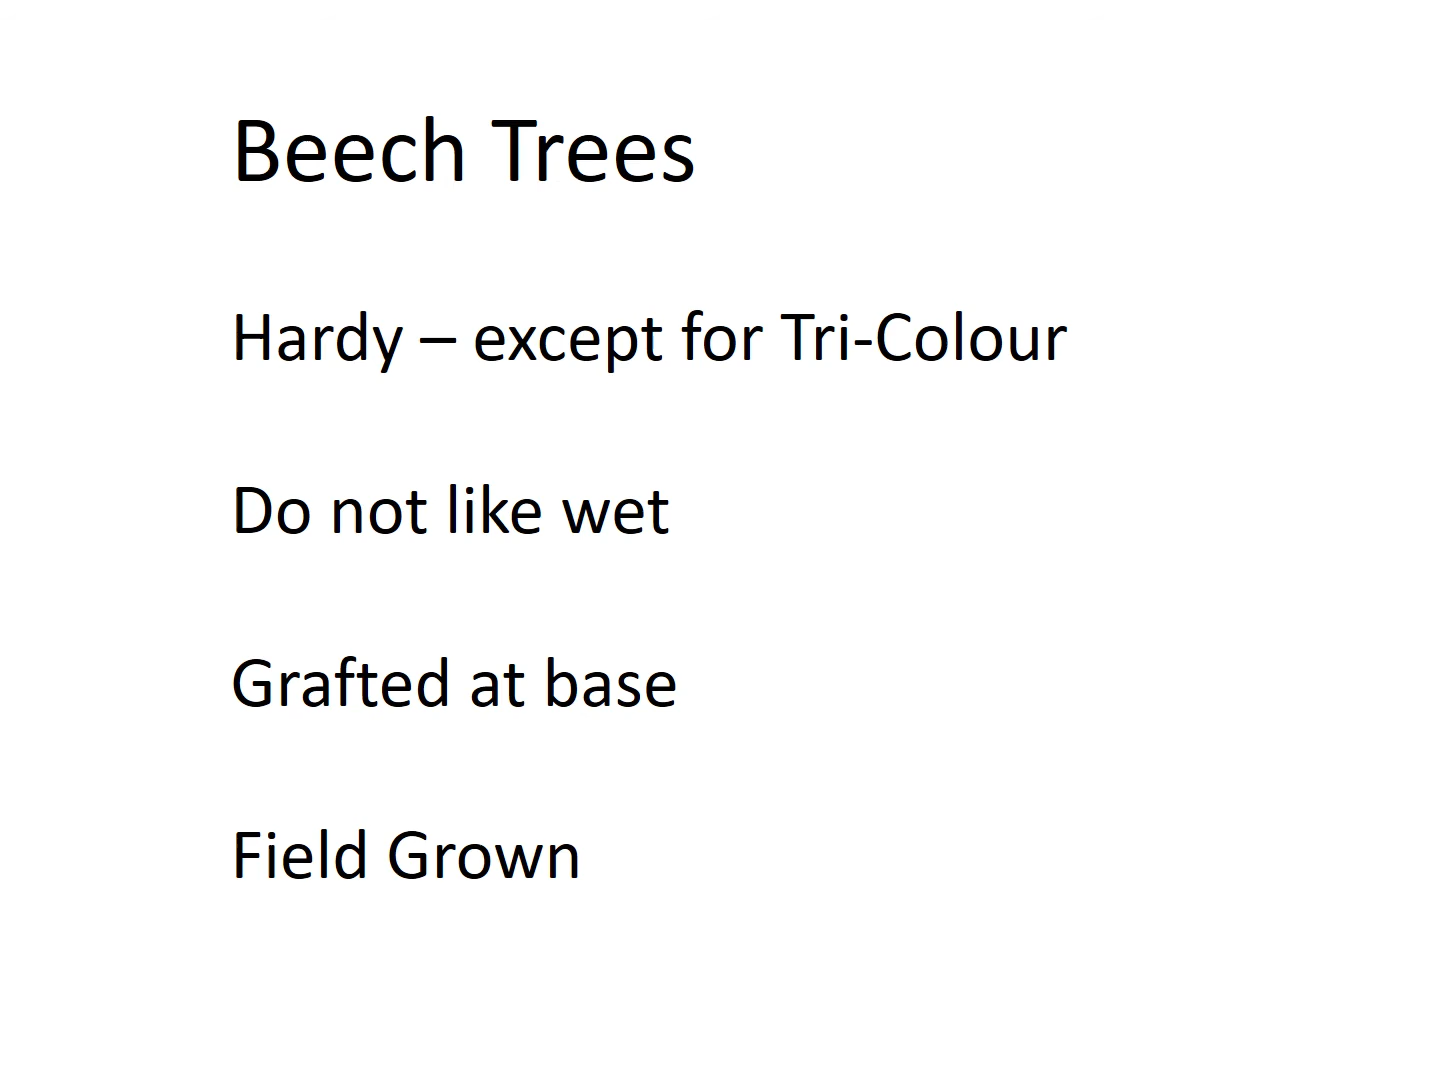 Beech Trees
Hardy – except for Tri-Colour
Do not like wet
Grafted at base
Field Grown